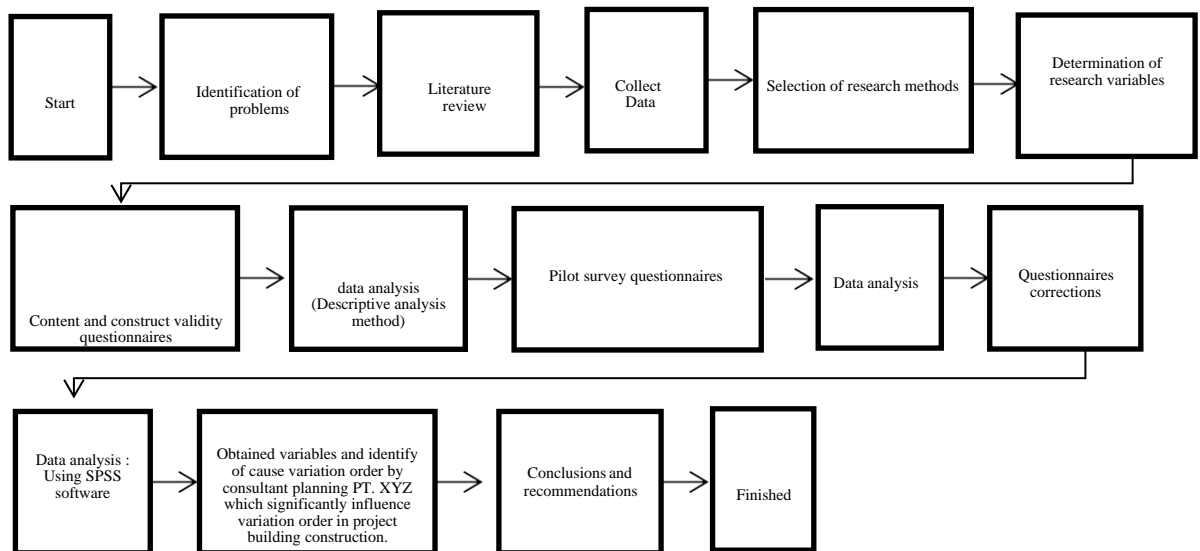 Start
Identification of
problems
Literature
review
Collect
Data
Selection of research methods
Determination of
research variables
Content and construct validity
questionnaires
data analysis
(Descriptive analysis
method)
Pilot survey questionnaires
Data analysis
Questionnaires
corrections
Data analysis :
Using SPSS
software
Obtained variables and identify
of cause variation order by
consultant planning PT. XYZ
which significantly influence
variation order in project
building construction.
Conclusions and
recommendations
Finished